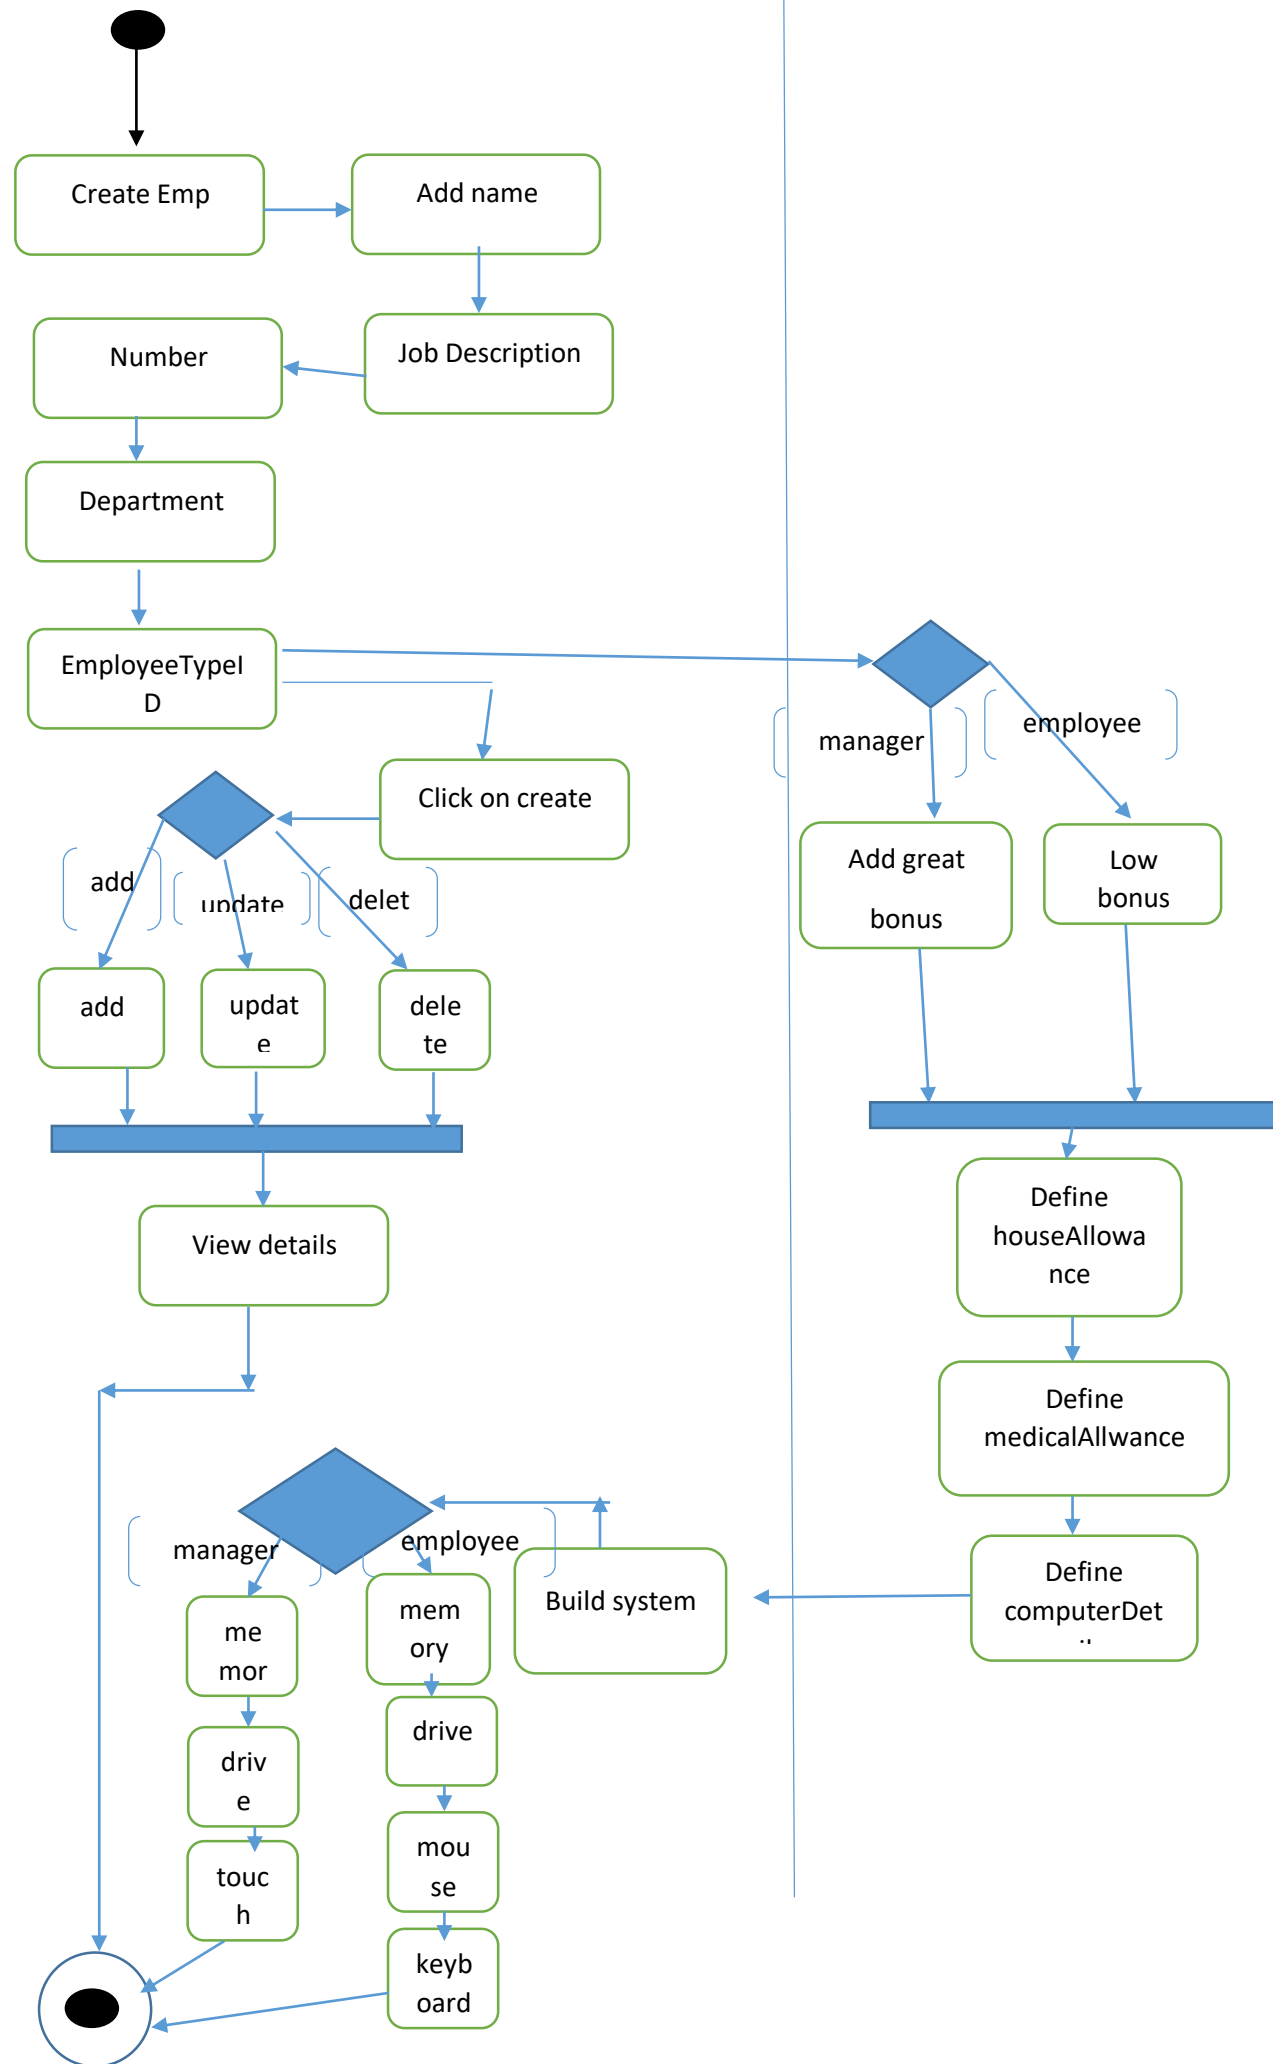 Create Emp
Add name
Number
Job Description
Department
EmployeeTypeI
D
manager
employee
Click on create
add
update
delet
Add great
bonus
Low
bonus
add
updat
e
dele
te
View details
Define
houseAllowa
nce
Define
medicalAllwance
manager
employee
Build system
Define
computerDet
me
mor
mem
ory
drive
driv
e
mou
se
touc
h
keyb
oard